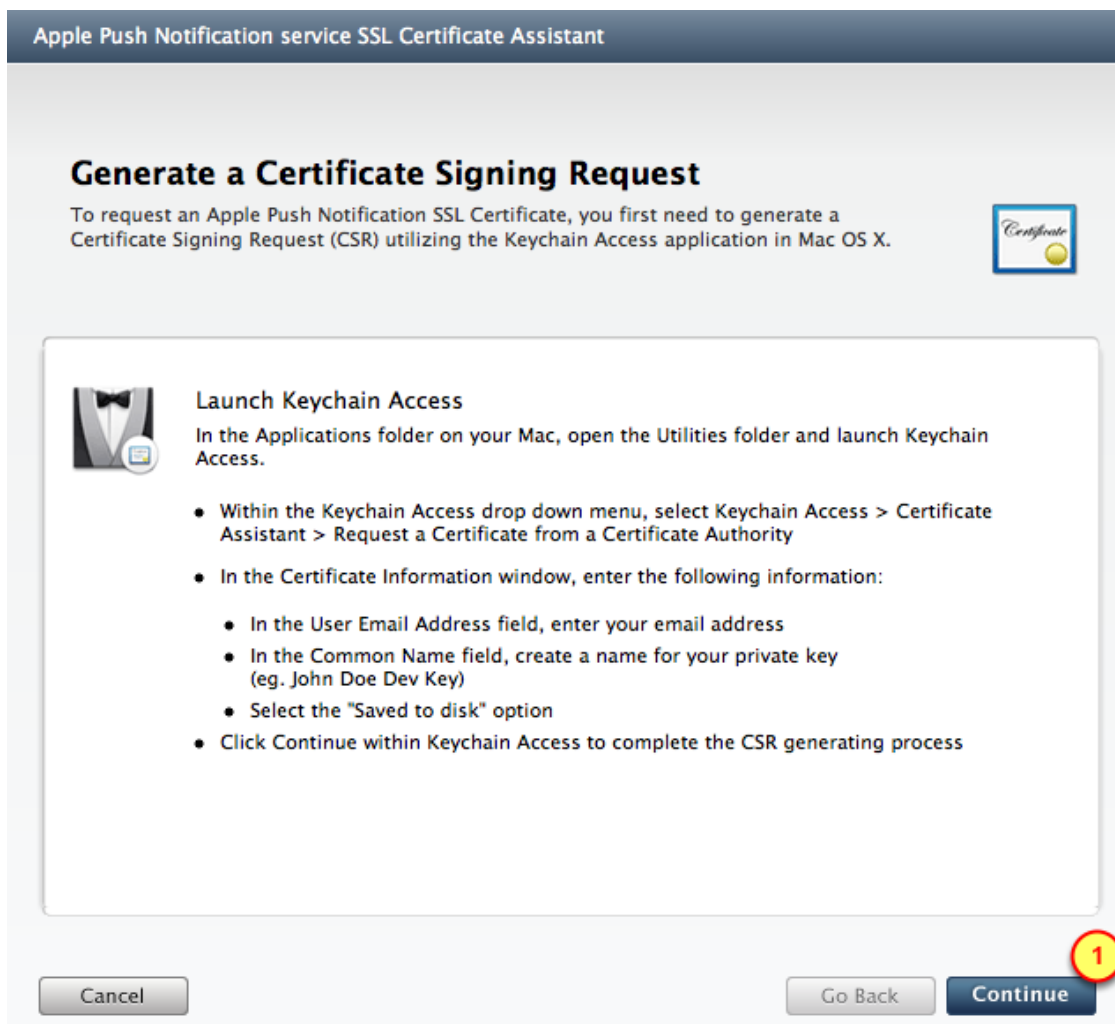 Apple Push Notification service SSL Certificate Assistant
Generate a Certificate Signing Request
To request an Apple Push Notification SSL Certificate, you first need to generate a
Certificate Signing Request (CSR) utilizing the Keychain Access application in Mac OS X.
Certificate
Launch Keychain Access
In the Applications folder on your Mac, open the Utilities folder and launch Keychain
Access.
• Within the Keychain Access drop down menu, select Keychain Access > Certificate
Assistant > Request a Certificate from a Certificate Authority
• In the Certificate Information window, enter the following information:
• In the User Email Address field, enter your email address
• In the Common Name field, create a name for your private key
(eg. John Doe Dev Key)
• Select the "Saved to disk" option
• Click Continue within Keychain Access to complete the CSR generating process
1
Cancel
Go Back
Continue